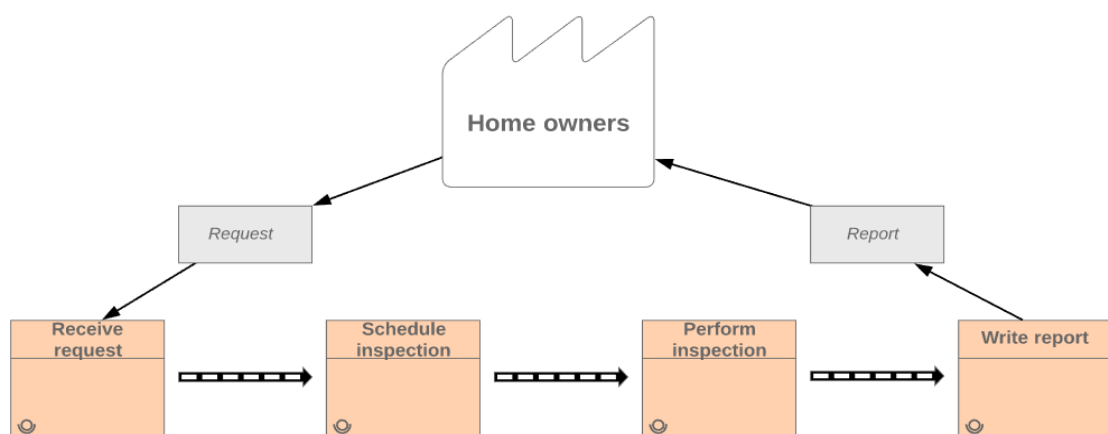 Home owners
Request
Report
Receive
request
Schedule
inspection
Perform
inspection
Write report